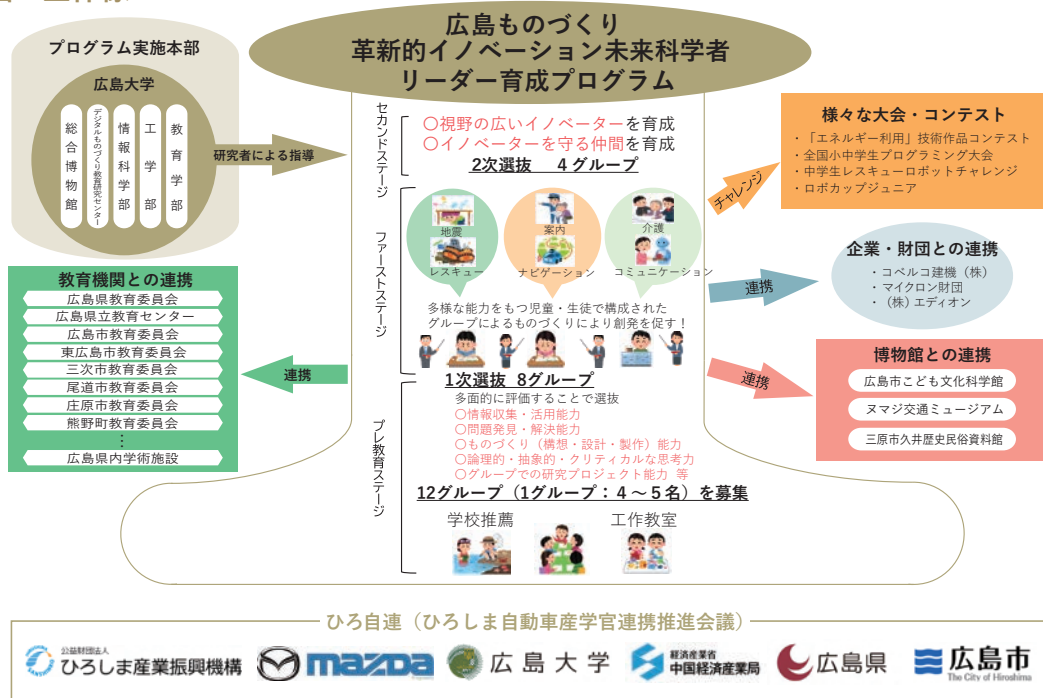 広島ものづくり
革新的イノベーション未来科学者
リーダー育成プログラム
プログラム実施本部
広島大学
総合博物館
デジタルものづくり教育研究センター
情報科学部
工学部
教育学部
研究者による指導
セカンドステージ
〇視野の広いイノベーターを育成
〇イノベーターを守る仲間を育成
2次選抜 4グループ
ファーストステージ
地震
レスキュー
案内
ナビゲーション
介護
コミュニケーション
多様な能力をもつ児童・生徒で構成された
グループによるものづくりにより創発を促す！
1次選抜 8グループ
プレ教育ステージ
多面的に評価することで選抜
〇情報収集・活用能力
〇問題発見・解決能力
〇ものづくり（構想・設計・製作）能力
〇論理的・抽象的・クリティカルな思考力
〇グループでの研究プロジェクト能力 等
12グループ（1グループ：４～５名）を募集
学校推薦
工作教室
教育機関との連携
広島県教育委員会
広島県立教育センター
広島市教育委員会
東広島市教育委員会
三次市教育委員会
尾道市教育委員会
庄原市教育委員会
熊野町教育委員会
⋮
広島県内学術施設
連携
チャレンジ
様々な大会・コンテスト
・「エネルギー利用」技術作品コンテスト
・全国小中学生プログラミング大会
・中学生レスキューロボットチャレンジ
・ロボカップジュニア
連携
企業・財団との連携
・コベルコ建機（株）
・マイクロン財団
・（株）エディオン
連携
博物館との連携
広島市こども文化科学館
ヌマジ交通ミュージアム
三原市久井歴史民俗資料館
ひろ自連（ひろしま自動車産学官連携推進会議）
公益財団法人
ひろしま産業振興機構
mazda
広島大学
経済産業省
中国経済産業局
広島県
広島市
The City of Hiroshima